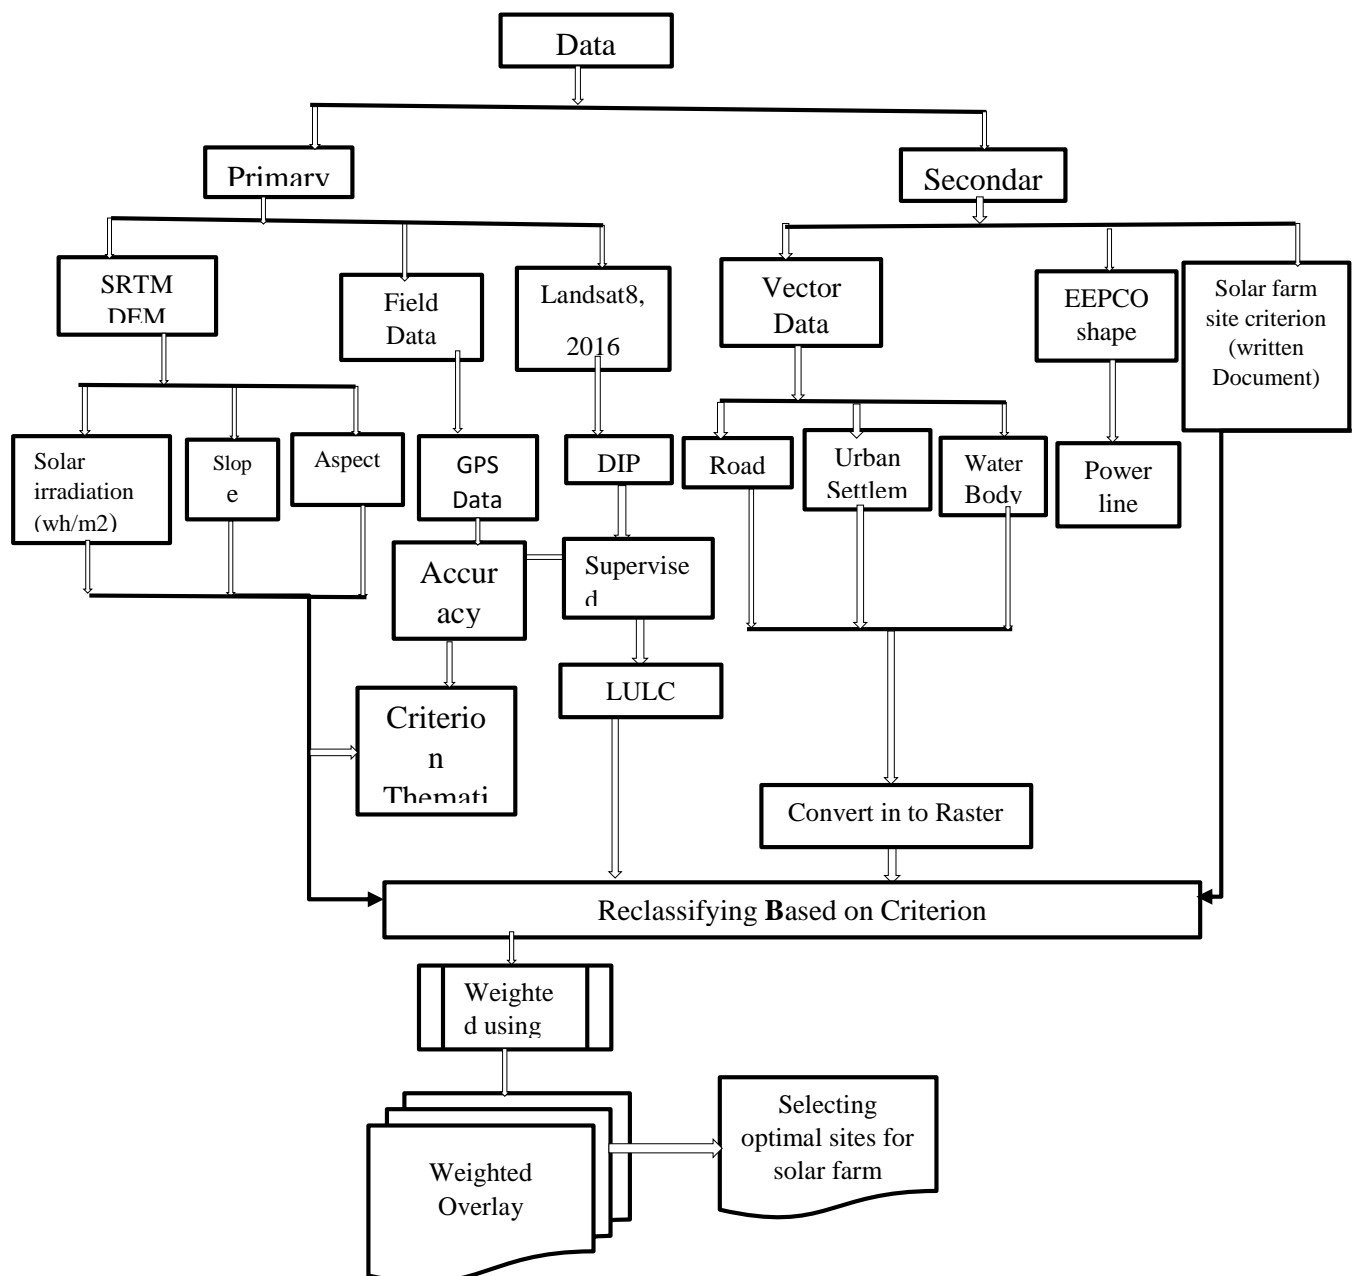 Data
Primary
Secondar
SRTM
DEM
Field
Data
Landsat8,
2016
Vector
Data
EEPCO
shape
Solar farm
site criterion
(written
Document)
Solar
irradiation
(wh/m2)
Slop
e
Aspect
GPS
Data
DIP
Road
Urban
Settlem
Water
Body
Power
line
Accur
acy
Supervise
d
LULC
Criterio
n
Themati
Convert in to Raster
Reclassifying Based on Criterion
Weighte
d using
Weighted
Overlay
Selecting
optimal sites for
solar farm